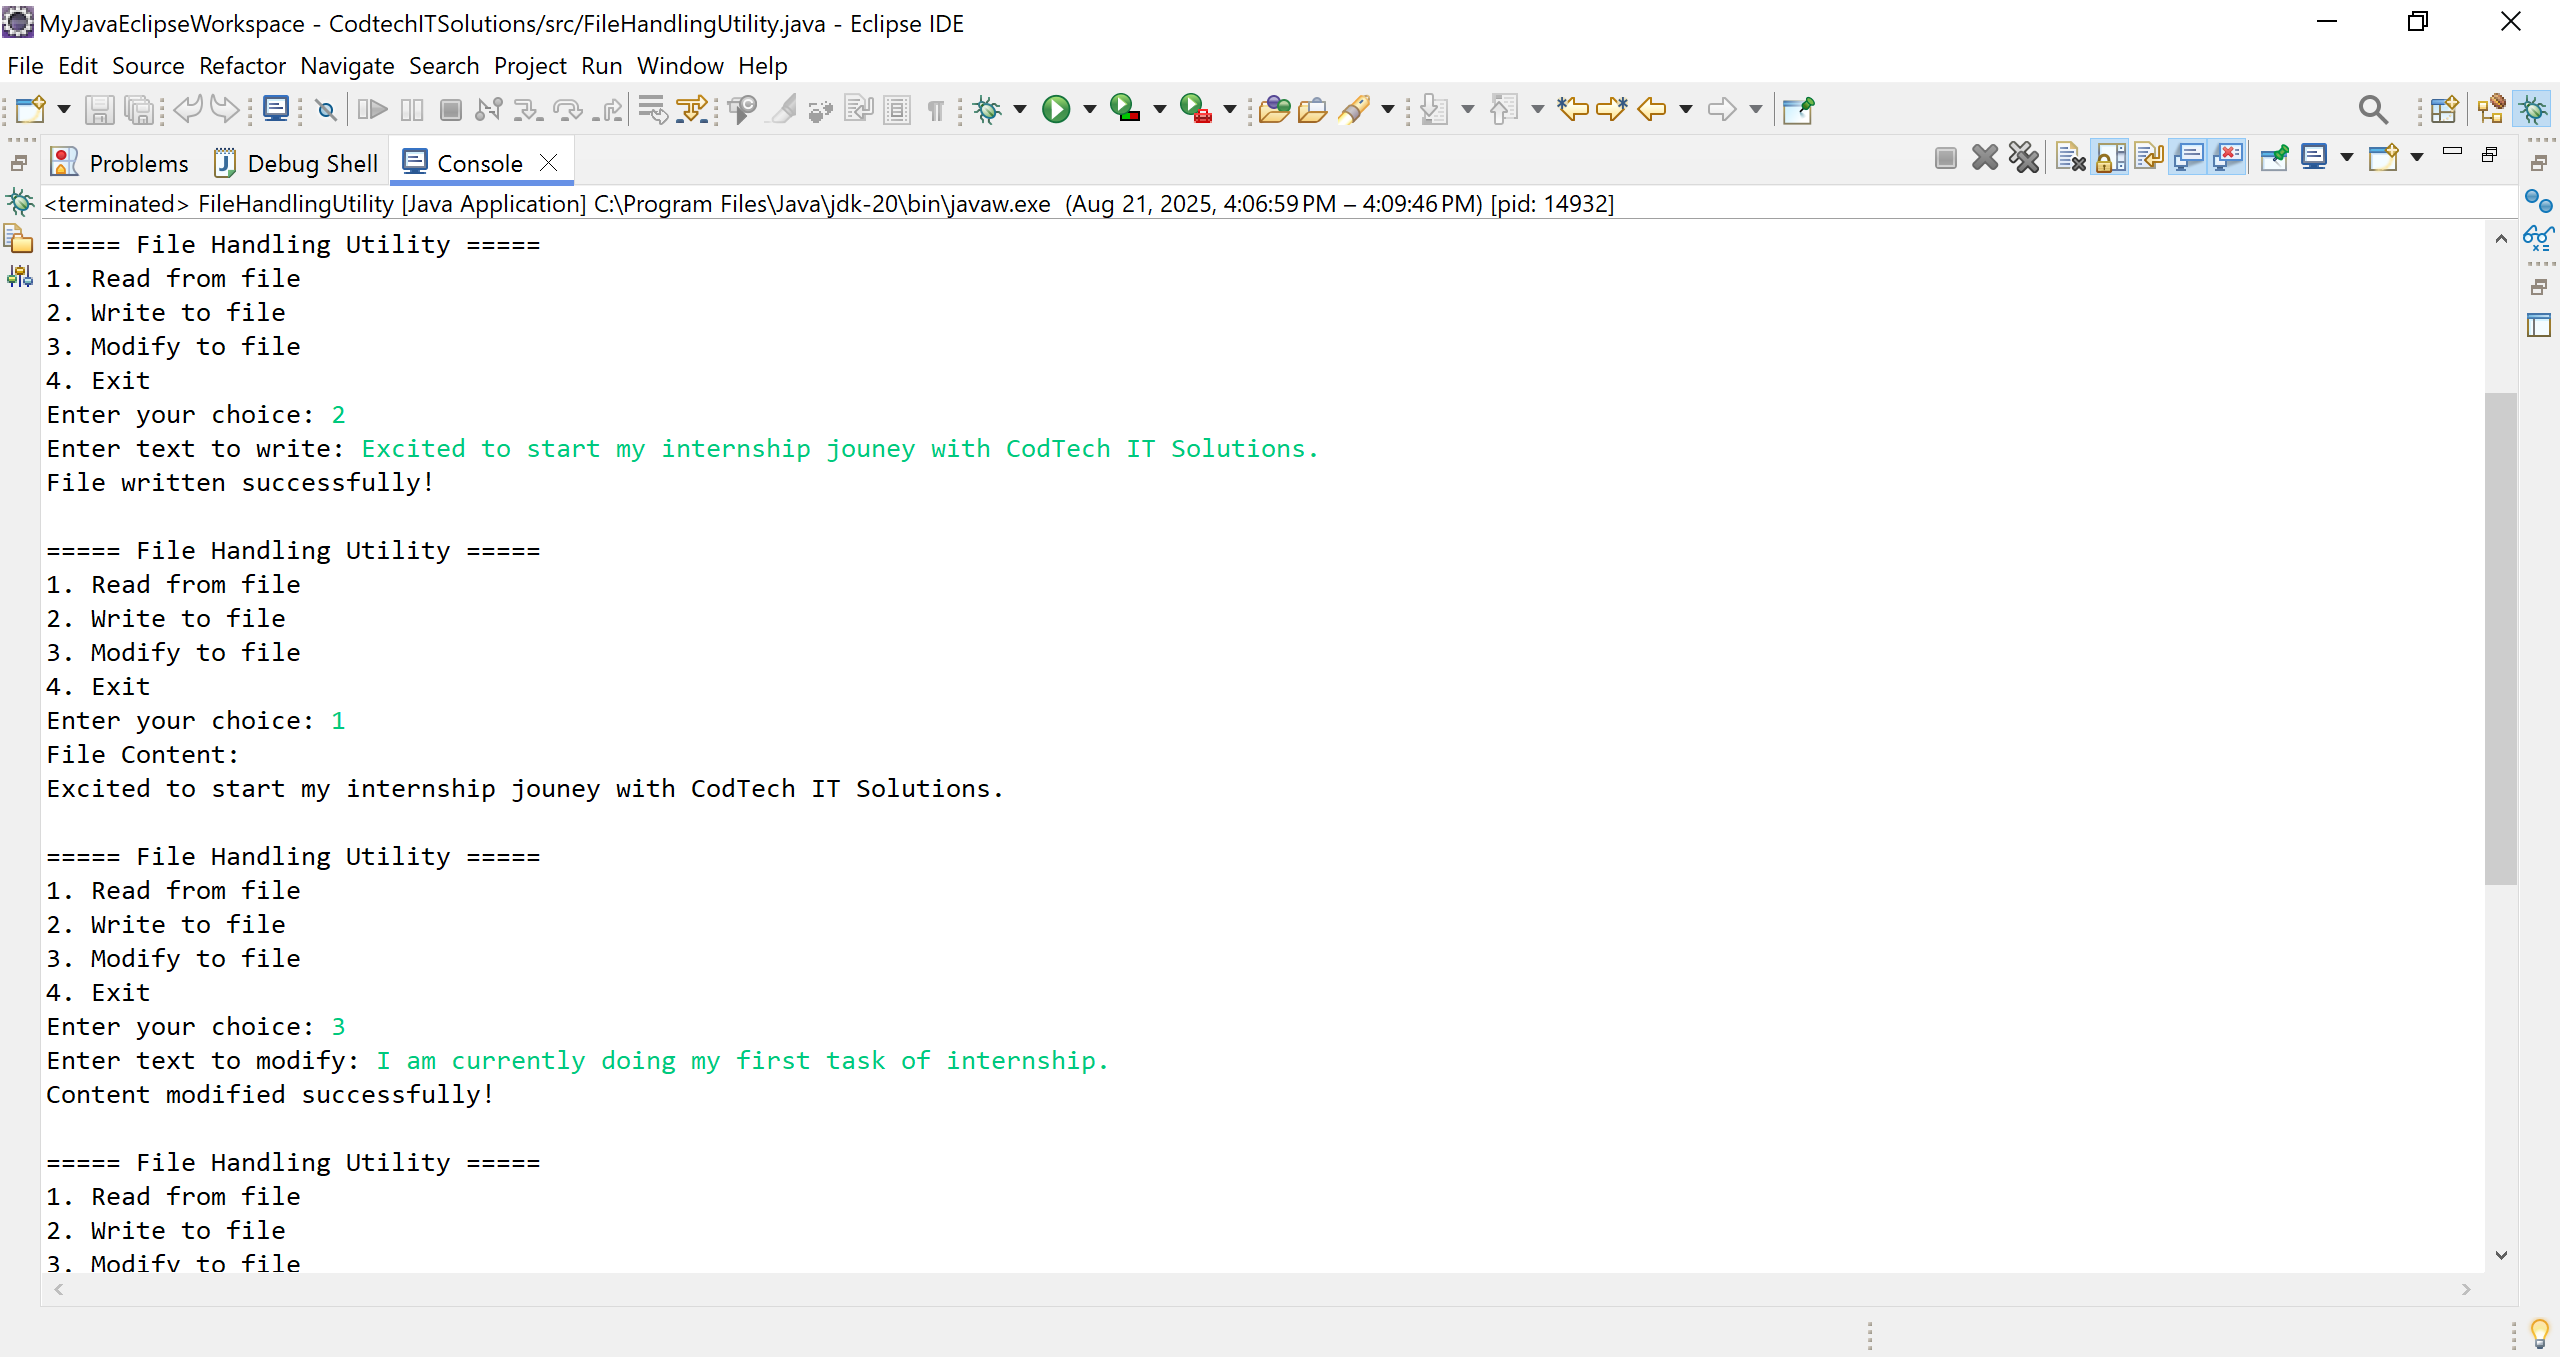 MyJavaEclipseWorkspace - CodtechITSolutions/src/FileHandlingUtility.java - Eclipse IDE
File Edit Source Refactor Navigate Search Project Run Window Help
Problems Debug Shell Console
<terminated> FileHandlingUtility [Java Application] C:\Program Files\Java\jdk-20\bin\javaw.exe (Aug 21, 2025, 4:06:59 PM – 4:09:46 PM) [pid: 14932]
===== File Handling Utility =====
1. Read from file
2. Write to file
3. Modify to file
4. Exit
Enter your choice: 2
Enter text to write: Excited to start my internship jouney with CodTech IT Solutions.
File written successfully!
===== File Handling Utility =====
1. Read from file
2. Write to file
3. Modify to file
4. Exit
Enter your choice: 1
File Content:
Excited to start my internship jouney with CodTech IT Solutions.
===== File Handling Utility =====
1. Read from file
2. Write to file
3. Modify to file
4. Exit
Enter your choice: 3
Enter text to modify: I am currently doing my first task of internship.
Content modified successfully!
===== File Handling Utility =====
1. Read from file
2. Write to file
3. Modify to file